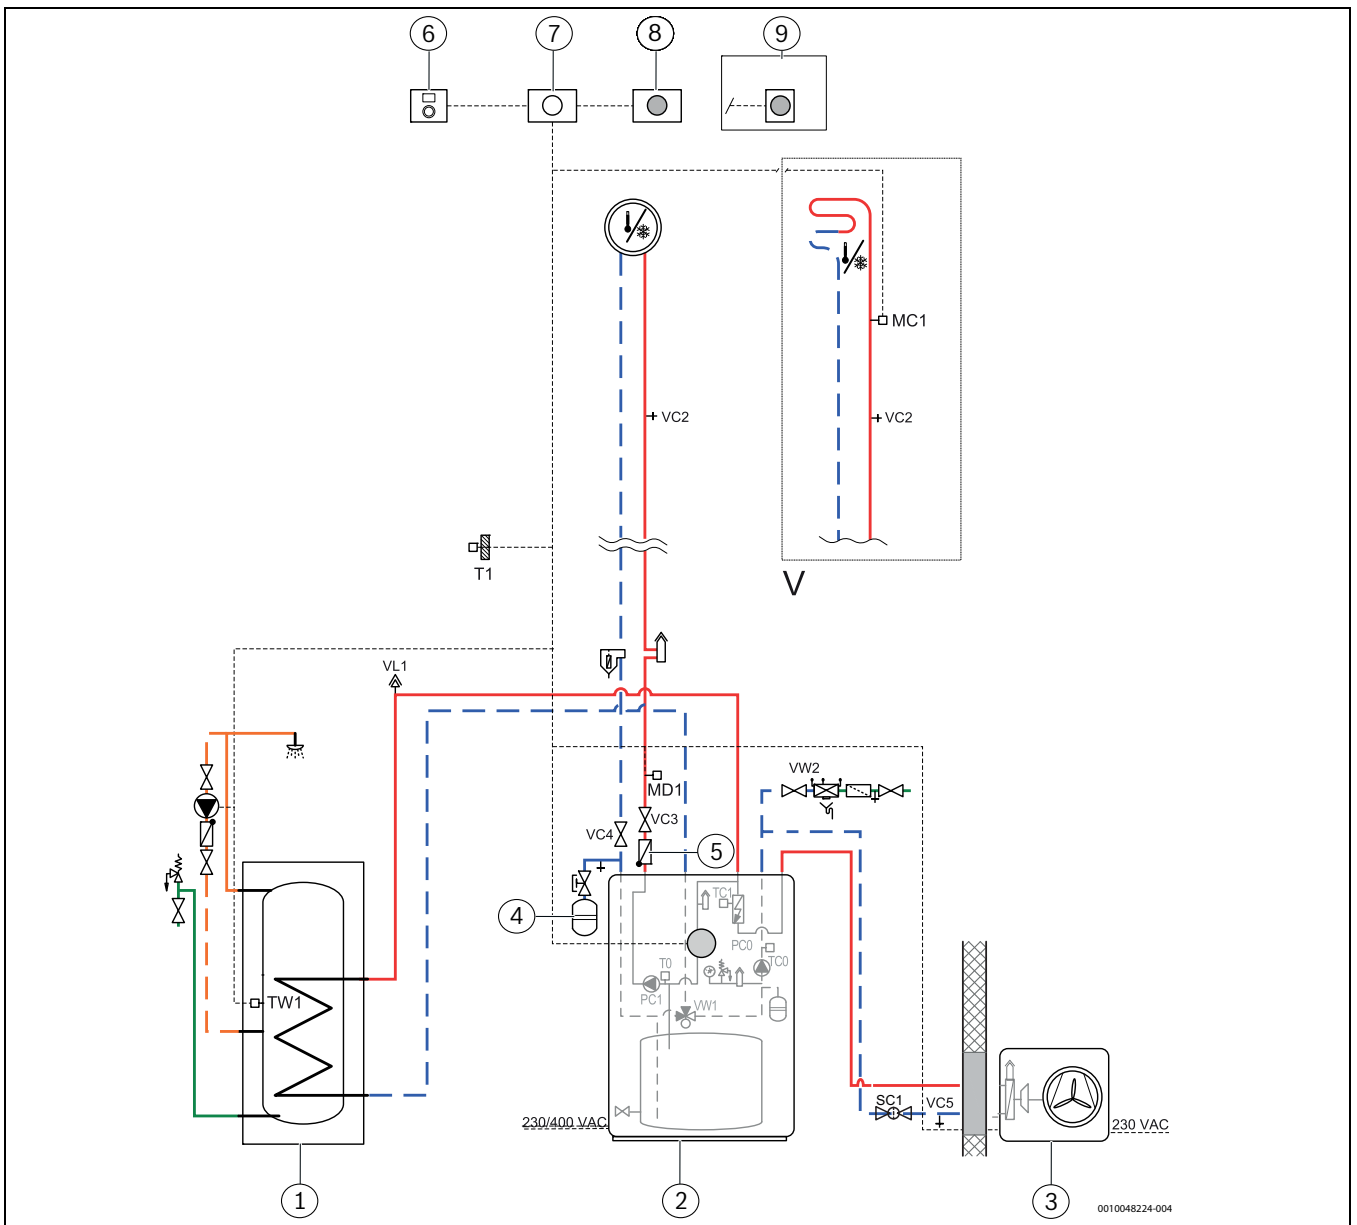 6 7 8 9
MC1
VC2 VC2
T1
V
VL1
VW2
MD1
VC4 VC3
5
TC1
4
PC0
T0 TC0
PC1 VW1
TW1
SC1 VC5
230/400 VAC 230 VAC
1 2 3
0010048224-004